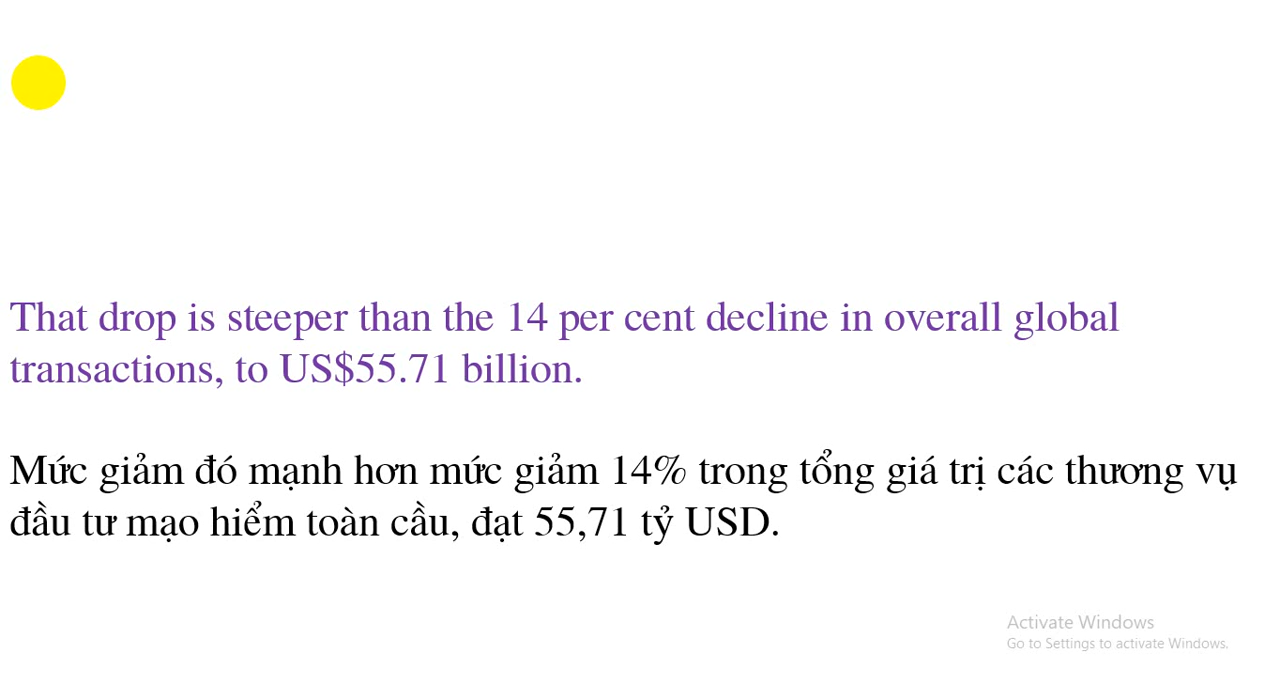 That drop is steeper than the 14 per cent decline in overall global
transactions, to US$55.71 billion.
Mức giảm đó mạnh hơn mức giảm 14% trong tổng giá trị các thương vụ
đầu tư mạo hiểm toàn cầu, đạt 55,71 tỷ USD.
Activate Windows
Go to Settings to activate Windows.